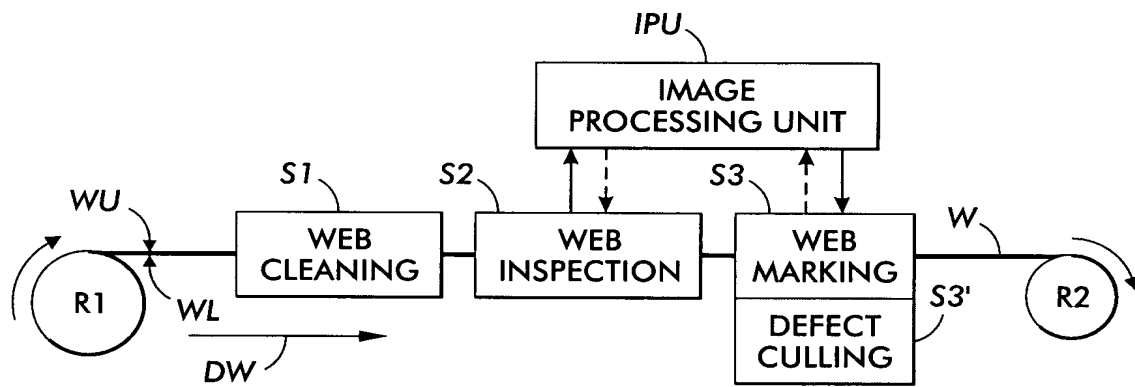 IPU
IMAGE
PROCESSING UNIT
S1
S2
S3
WU
W
WEB
CLEANING
WEB
INSPECTION
WEB
MARKING
R1
WL
S3'
R2
DW
DEFECT
CULLING